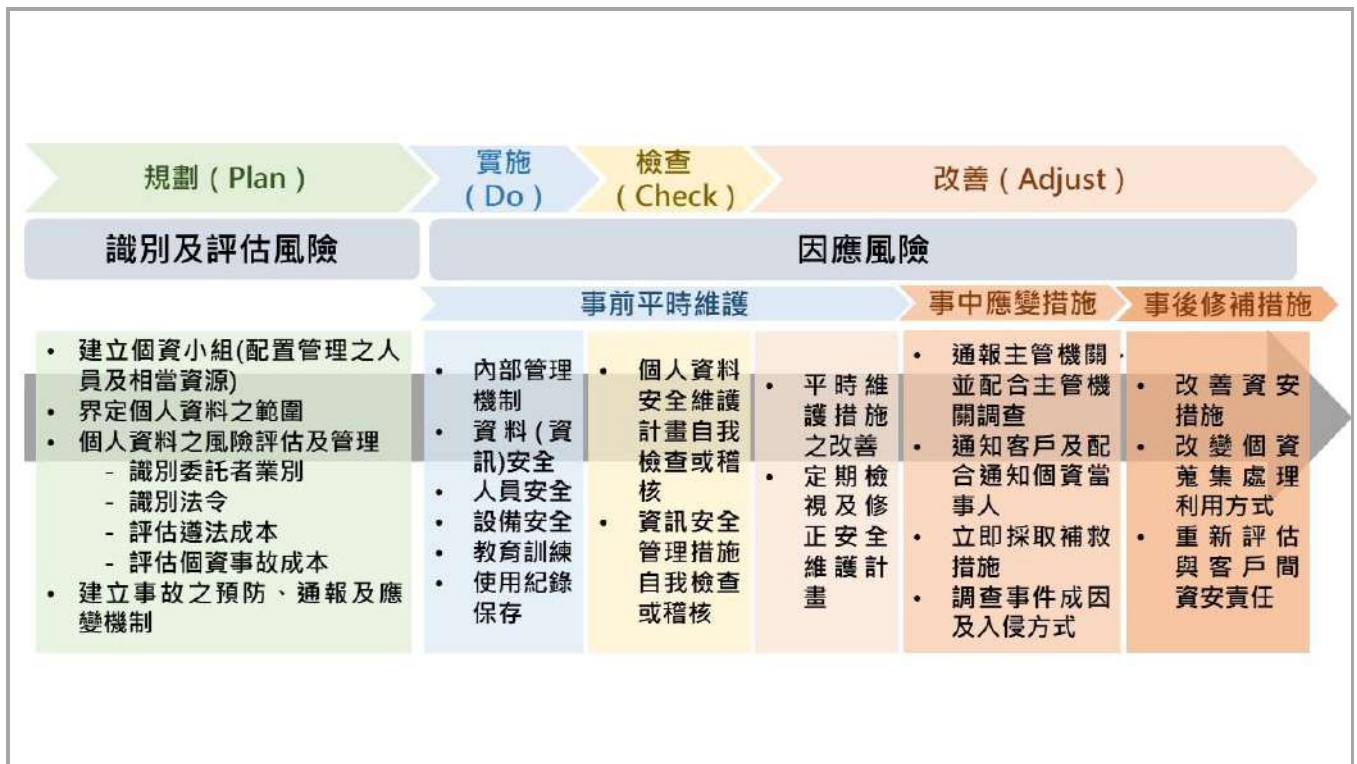 規劃（Plan）
實施
（Do）
檢查
（Check）
改善（Adjust）
識別及評估風險
因應風險
事前平時維護
事中應變措施
事後修補措施
• 建立個資小組(配置管理之人
員及相當資源)
• 界定個人資料之範圍
• 個人資料之風險評估及管理
- 識別委託者業別
- 識別法令
- 評估遵法成本
- 評估個資事故成本
• 建立事故之預防、通報及應
變機制
• 內部管理
機制
• 資料(資
訊)安全
• 人員安全
• 設備安全
• 教育訓練
• 使用紀錄
保存
• 個人資料
安全維護
計畫自我
檢查或稽
核
• 資訊安全
管理措施
自我檢查
或稽核
• 平時維
護措施
之改善
• 定期檢
視及修
正安全
維護計
畫
• 通報主管機關
並配合主管機
關調查
• 通知客戶及配
合通知個資當
事人
• 立即採取補救
措施
• 調查事件成因
及入侵方式
• 改善資安
措施
• 改變個資
蒐集處理
利用方式
• 重新評估
與客戶間
資安責任